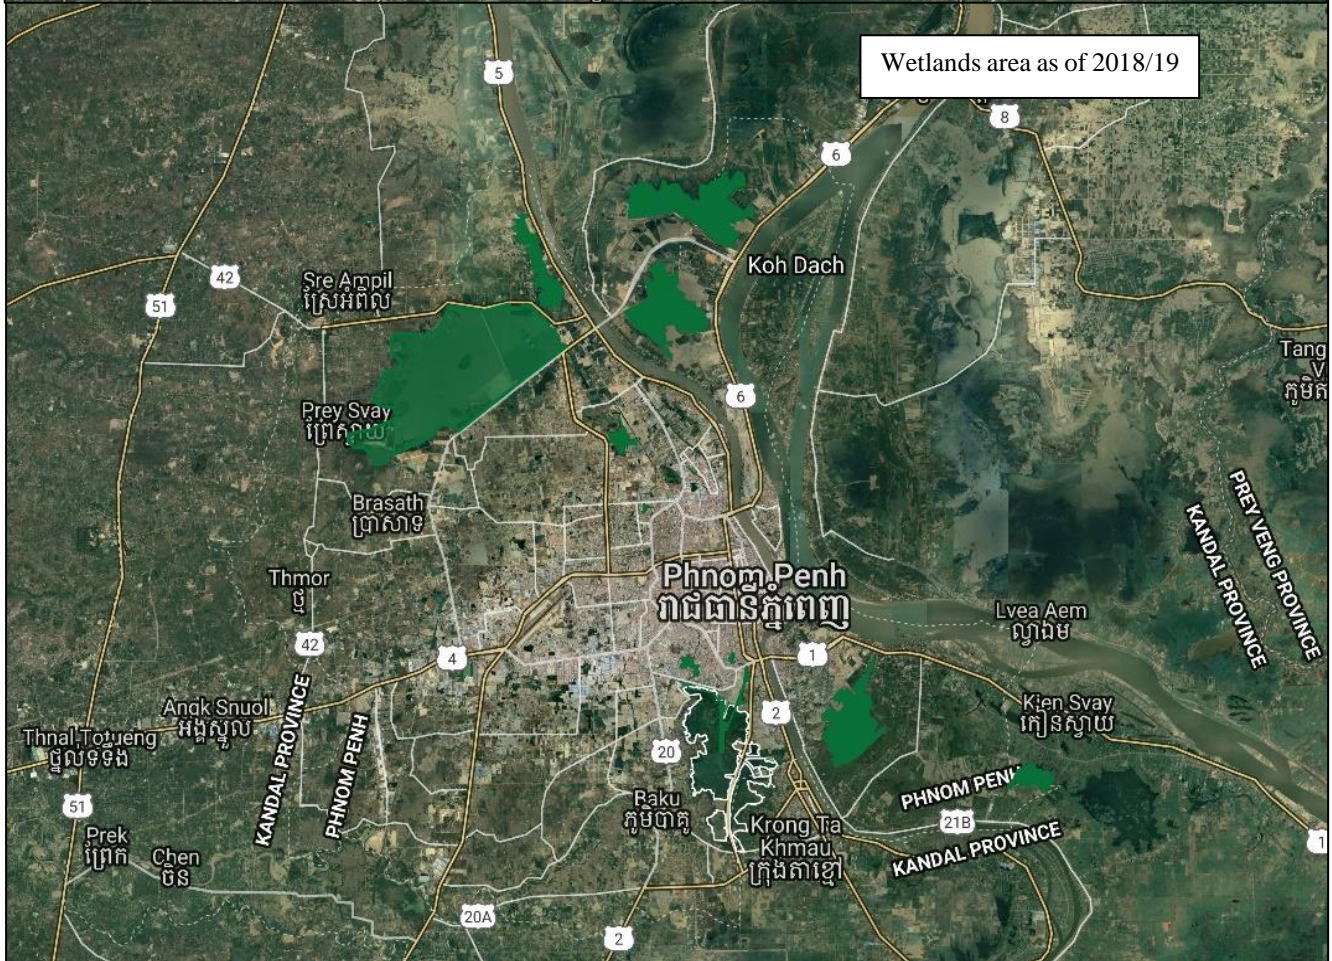 Wetlands area as of 2018/19
5
8
6
Koh Dach
42
Sre Ampil
ស្រែអំពិល
51
Tang
V
6
Prey Svay
ព្រៃស្វាយ
Brasath
ប្រាសាទ
PREY VENG PROVINCE
KANDAL PROVINCE
Phnom Penh
រាជធានីភ្នំពេញ
Thmor
ថ្ម
Lvea Aem
ល្វាឯម
42
4
1
Kien Svay
កៀនស្វាយ
Angk Snuol
អង្គស្នួល
2
KANDAL PROVINCE
PHNOM PENH
Thnal Totueng
ថ្នល់ទទឹង
20
PHNOM PENH
51
Baku
ភូមិបាគូ
21B
Krong Ta
Khmau
ក្រុងតាខ្មៅ
KANDAL PROVINCE
Prek
ព្រែក
Chen
ចិន
1
20A
2